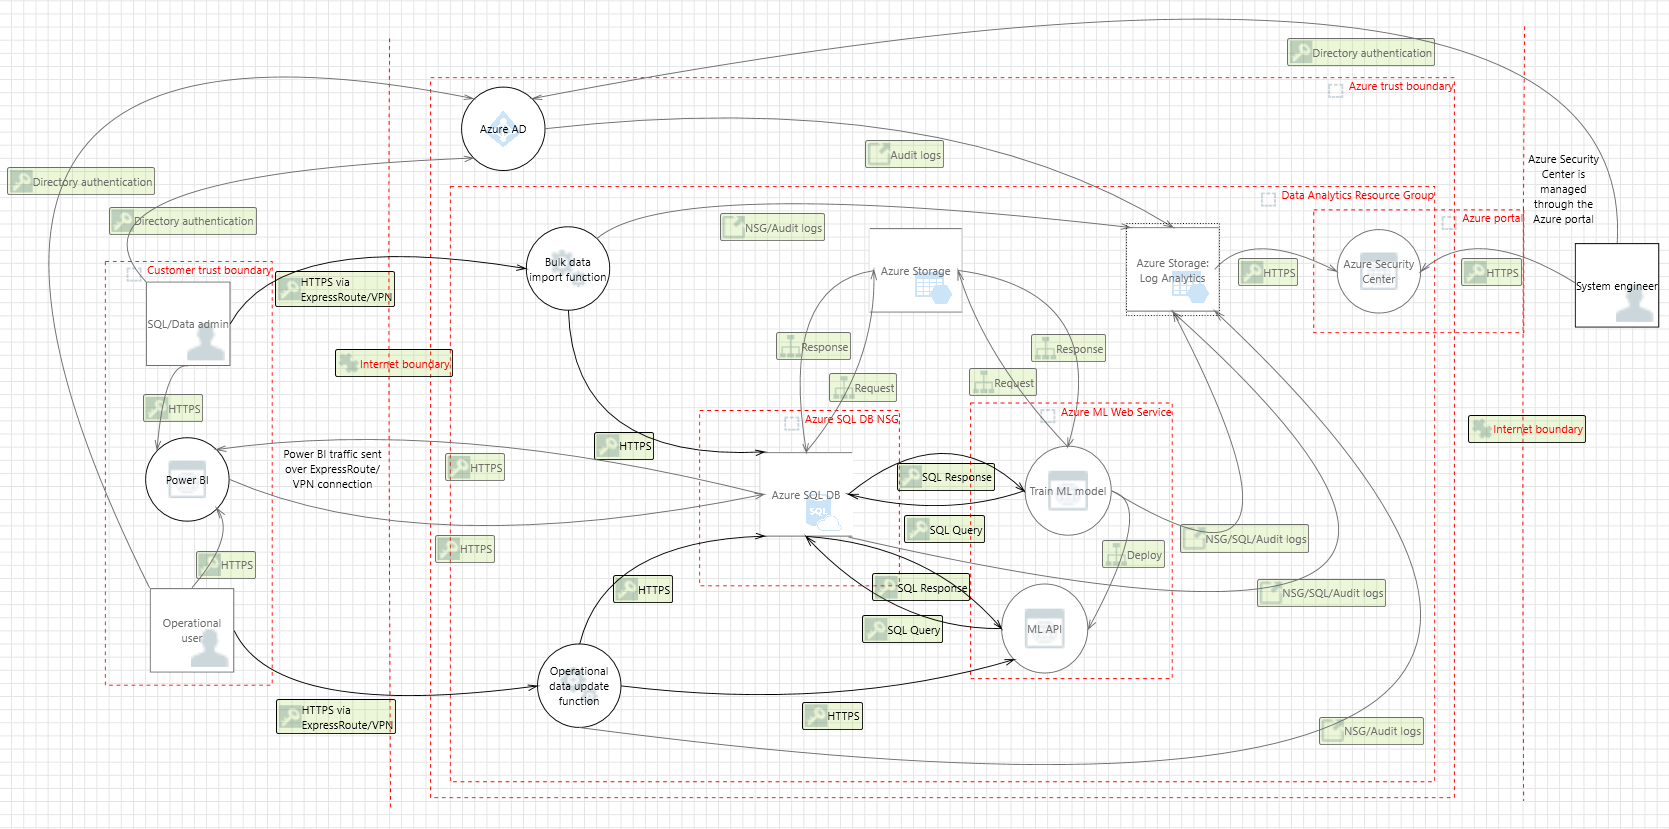 Directory authentication
Azure trust boundary
Azure AD
Audit logs
Azure Security
Center is
managed
through the
Azure portal
Directory authentication
Directory authentication
Data Analytics Resource Group
Azure portal
NSG/Audit logs
Customer trust boundary
HTTPS via
ExpressRoute/VPN
Bulk data
import function
Azure Storage
Azure Storage:
Log Analytics
HTTPS
Azure Security
Center
HTTPS
System engineer
SQL/Data admin
Internet boundary
Response
Response
Request
Request
HTTPS
Azure SQL DB NSG
Azure ML Web Service
Internet boundary
HTTPS
Power BI traffic sent
over ExpressRoute/
VPN connection
HTTPS
Power BI
SQL Response
Azure SQL DB
SQL
Train ML model
SQL Query
HTTPS
NSG/SQL/Audit logs
Deploy
HTTPS
HTTPS
SQL Response
NSG/SQL/Audit logs
Operational
user
SQL Query
ML API
Operational
data update
function
HTTPS via
ExpressRoute/VPN
HTTPS
NSG/Audit logs